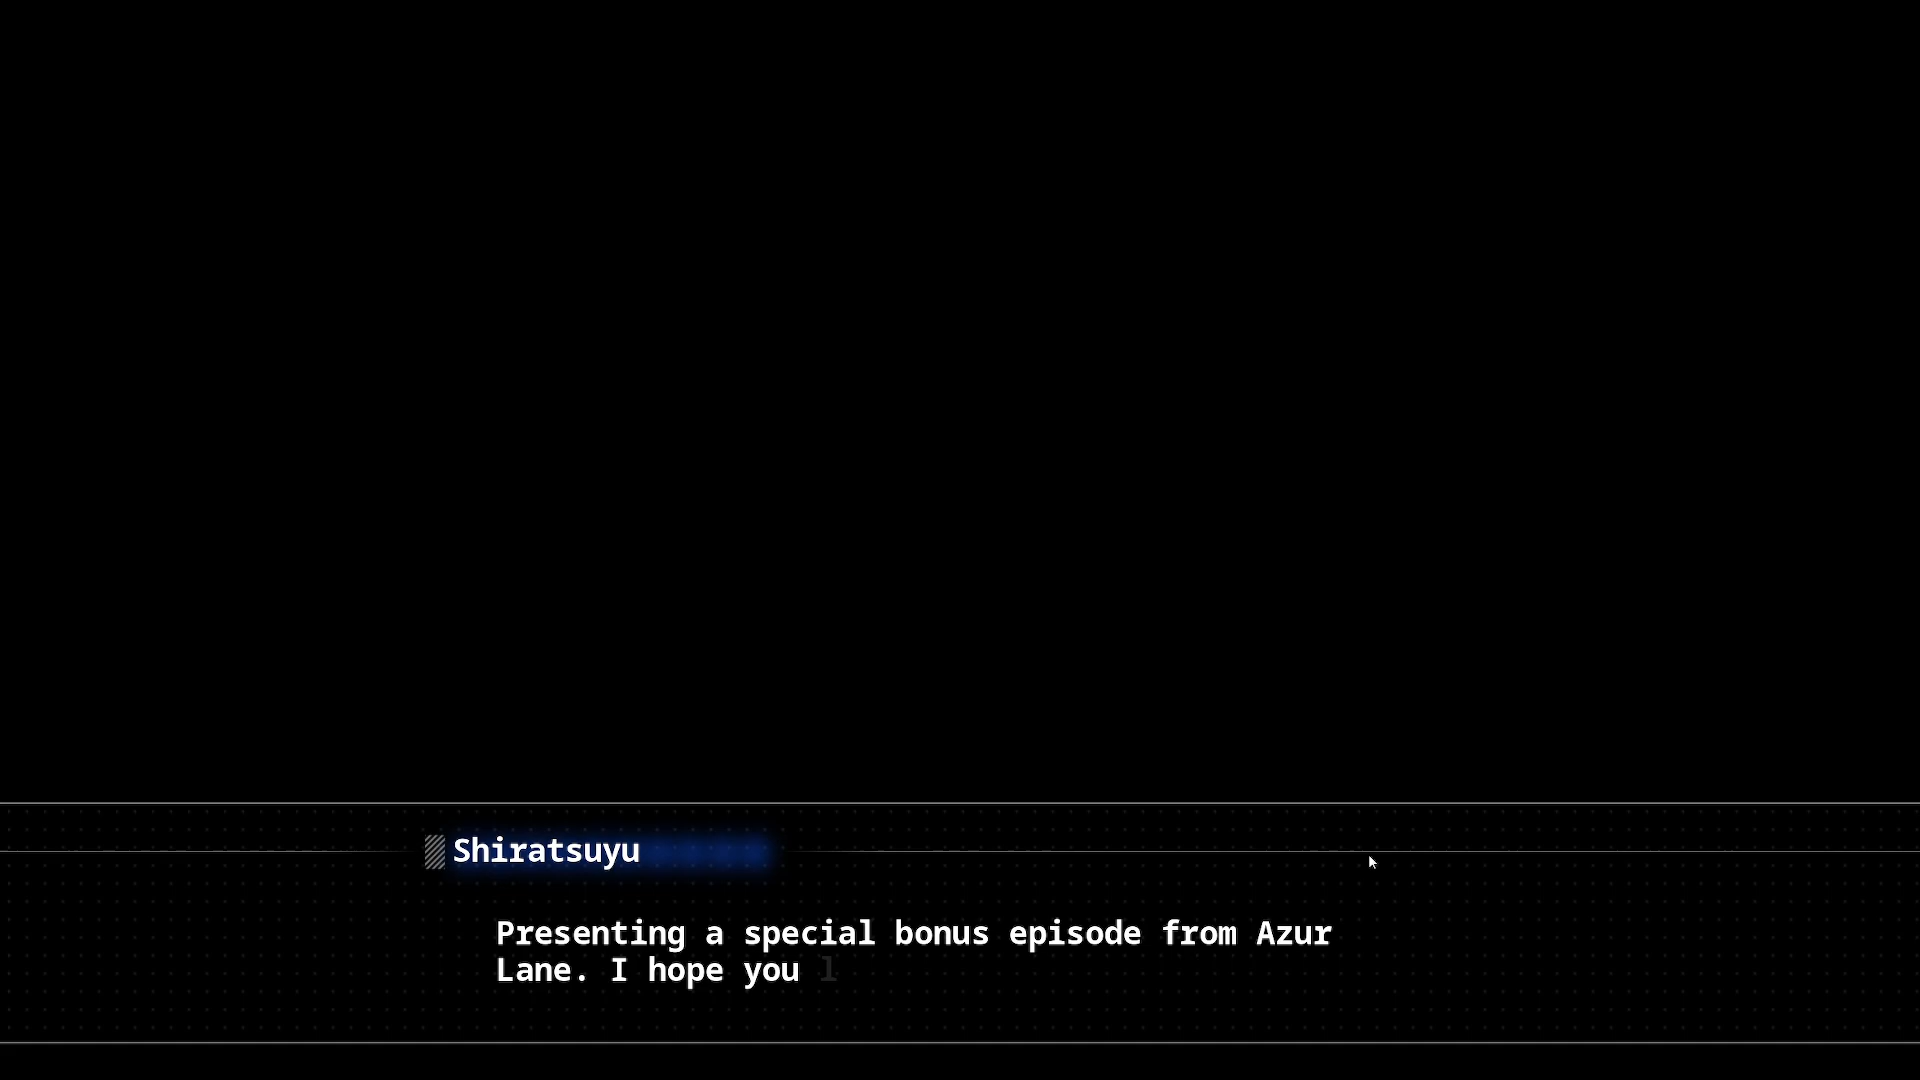 Shiratsuyu
Presenting a special bonus episode from Azur
Lane. I hope you l